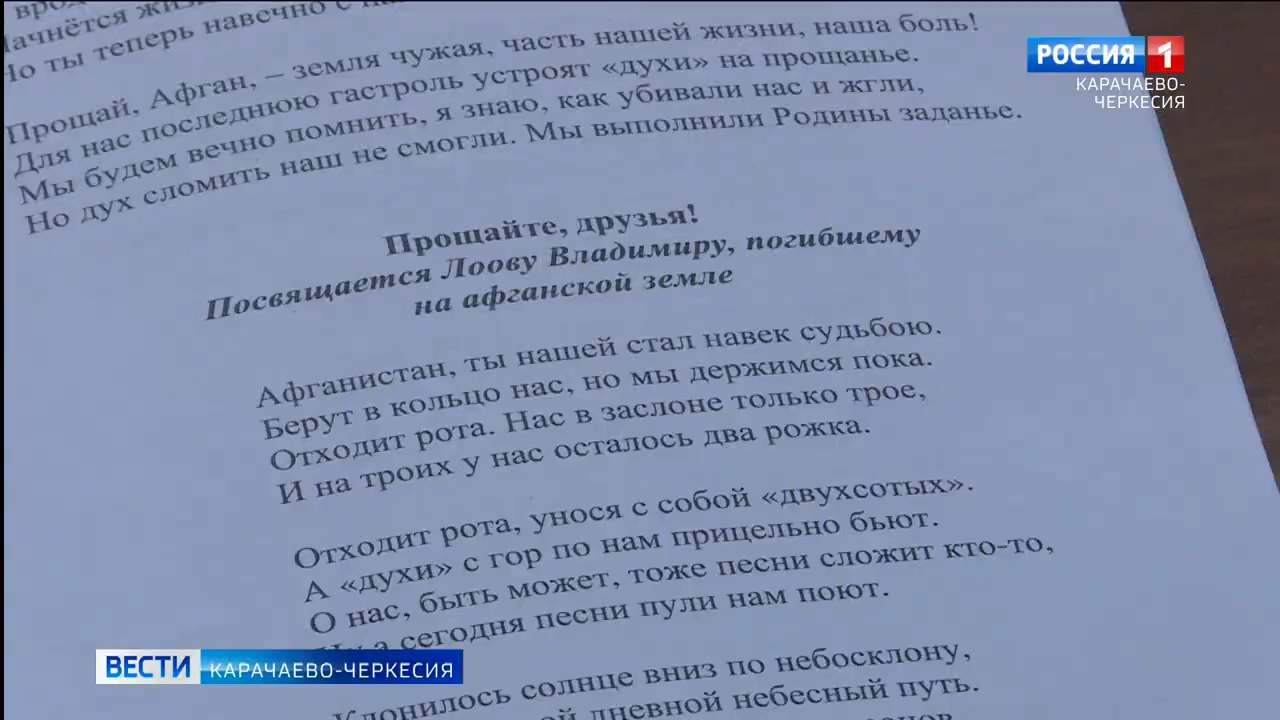 Но ты теперь навечно с
Прощай, Афган, – земля чужая, часть нашей жизни, наша боль!
Для нас последнюю гастроль устроят «духи» на прощанье.
Мы будем вечно помнить, я знаю, как убивали нас и жгли,
Но дух сломить наш не смогли. Мы выполнили Родины заданье.
Прощайте, друзья!
Посвящается Лоову Владимиру, погибшему
на афганской земле
Афганистан, ты нашей стал навек судьбою.
Берут в кольцо нас, но мы держимся пока.
Отходит рота. Нас в заслоне только трое,
И на троих у нас осталось два рожка.
Отходит рота, унося с собой «двухсотых».
А «духи» с гор по нам прицельно бьют.
О нас, быть может, тоже песни сложит кто-то,
а сегодня песни пули нам поют.
Клонилось солнце вниз по небосклону,
дневной небесный путь.
РОССИЯ 1
КАРАЧАЕВО-
ЧЕРКЕСИЯ
ВЕСТИ КАРАЧАЕВО-ЧЕРКЕСИЯ